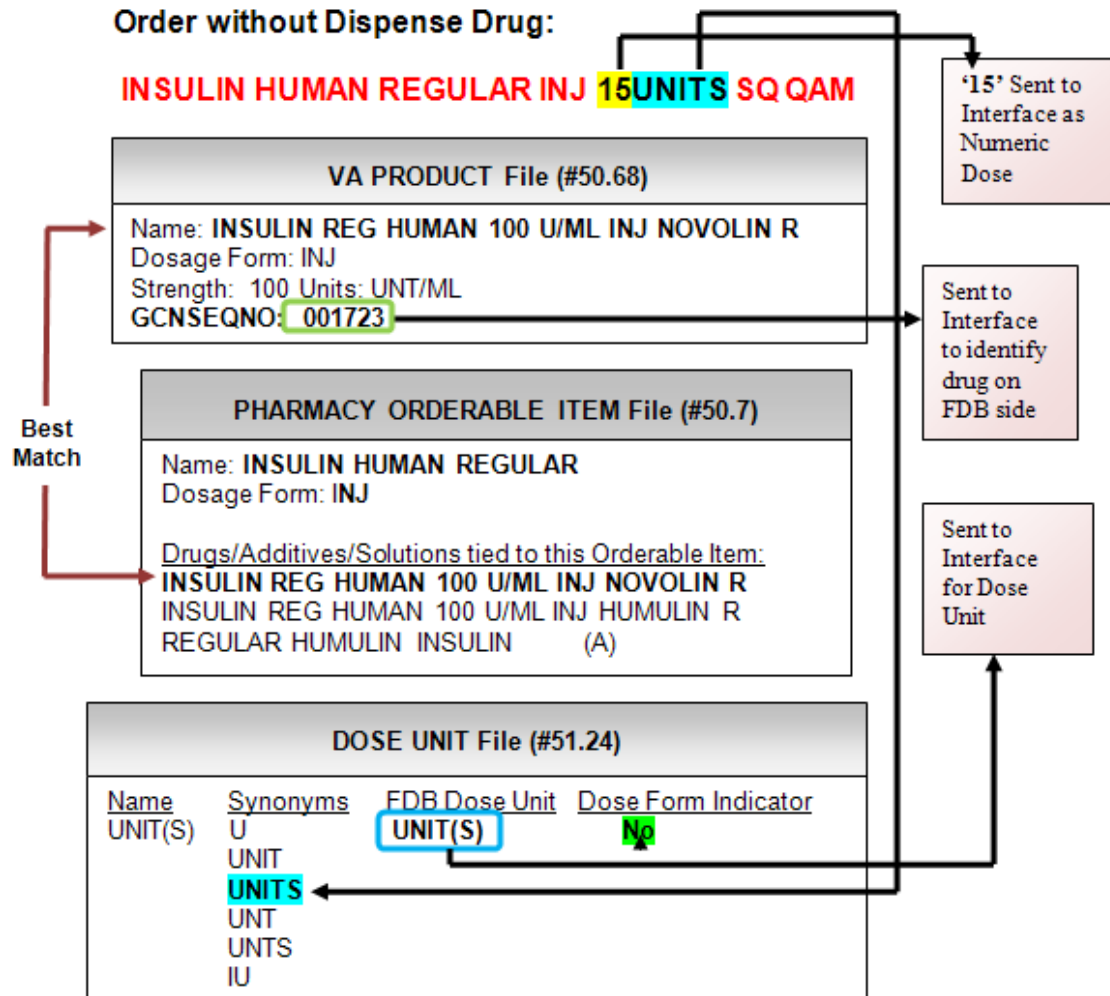 Order without Dispense Drug:
INSULIN HUMAN REGULAR INJ 15UNITS SQ QAM
‘15’ Sent to
Interface as
Numeric
Dose
VA PRODUCT File (#50.68)
Name: INSULIN REG HUMAN 100 U/ML INJ NOVOLIN R
Dosage Form: INJ
Strength: 100 Units: UNT/ML
GCNSEQNO: 001723
Sent to
Interface
to identify
drug on
FDB side
Best
Match
PHARMACY ORDERABLE ITEM File (#50.7)
Name: INSULIN HUMAN REGULAR
Dosage Form: INJ
Drugs/Additives/Solutions tied to this Orderable Item:
INSULIN REG HUMAN 100 U/ML INJ NOVOLIN R
INSULIN REG HUMAN 100 U/ML INJ HUMULIN R
REGULAR HUMULIN INSULIN (A)
Sent to
Interface
for Dose
Unit
DOSE UNIT File (#51.24)
Name Synonyms FDB Dose Unit Dose Form Indicator
UNIT(S) U UNIT(S) No
UNIT
UNITS
UNT
UNTS
IU